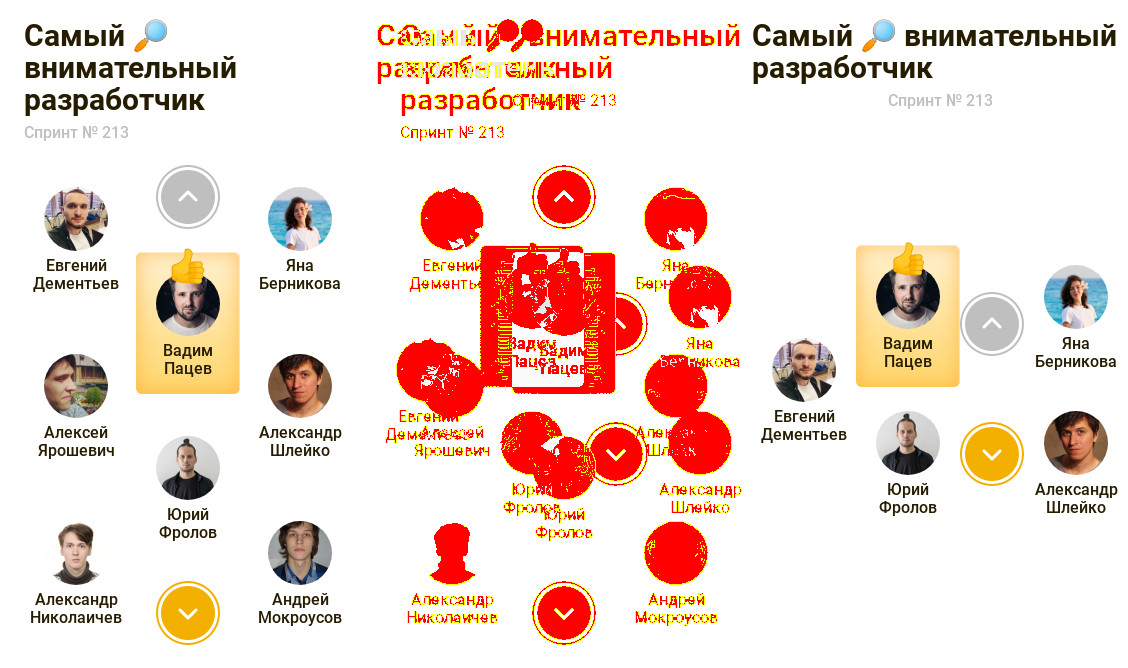 Самый 🔎
внимательный
разработчик
Спринт № 213
Евгений
Дементьев
Яна
Берникова
Вадим
Пацев
Алексей
Ярошевич
Александр
Шлейко
Юрий
Фролов
Александр
Николаичев
Андрей
Мокроусов
Самый внимательный
разработчик
Спринт № 213
Спринт № 213
Евгений
Дементьев
Яна
Берникова
Яна
Берникова
Вадим
Пацев
Вадим
Пацев
Евгений
Дементьев
Алексей
Ярошевич
Александр
Шлейко
Юрий
Фролов
Александр
Шлейко
Юрий
Фролов
Александр
Николаичев
Андрей
Мокроусов
Самый 🔎 внимательный
разработчик
Спринт № 213
Вадим
Пацев
Яна
Берникова
Евгений
Дементьев
Юрий
Фролов
Александр
Шлейко